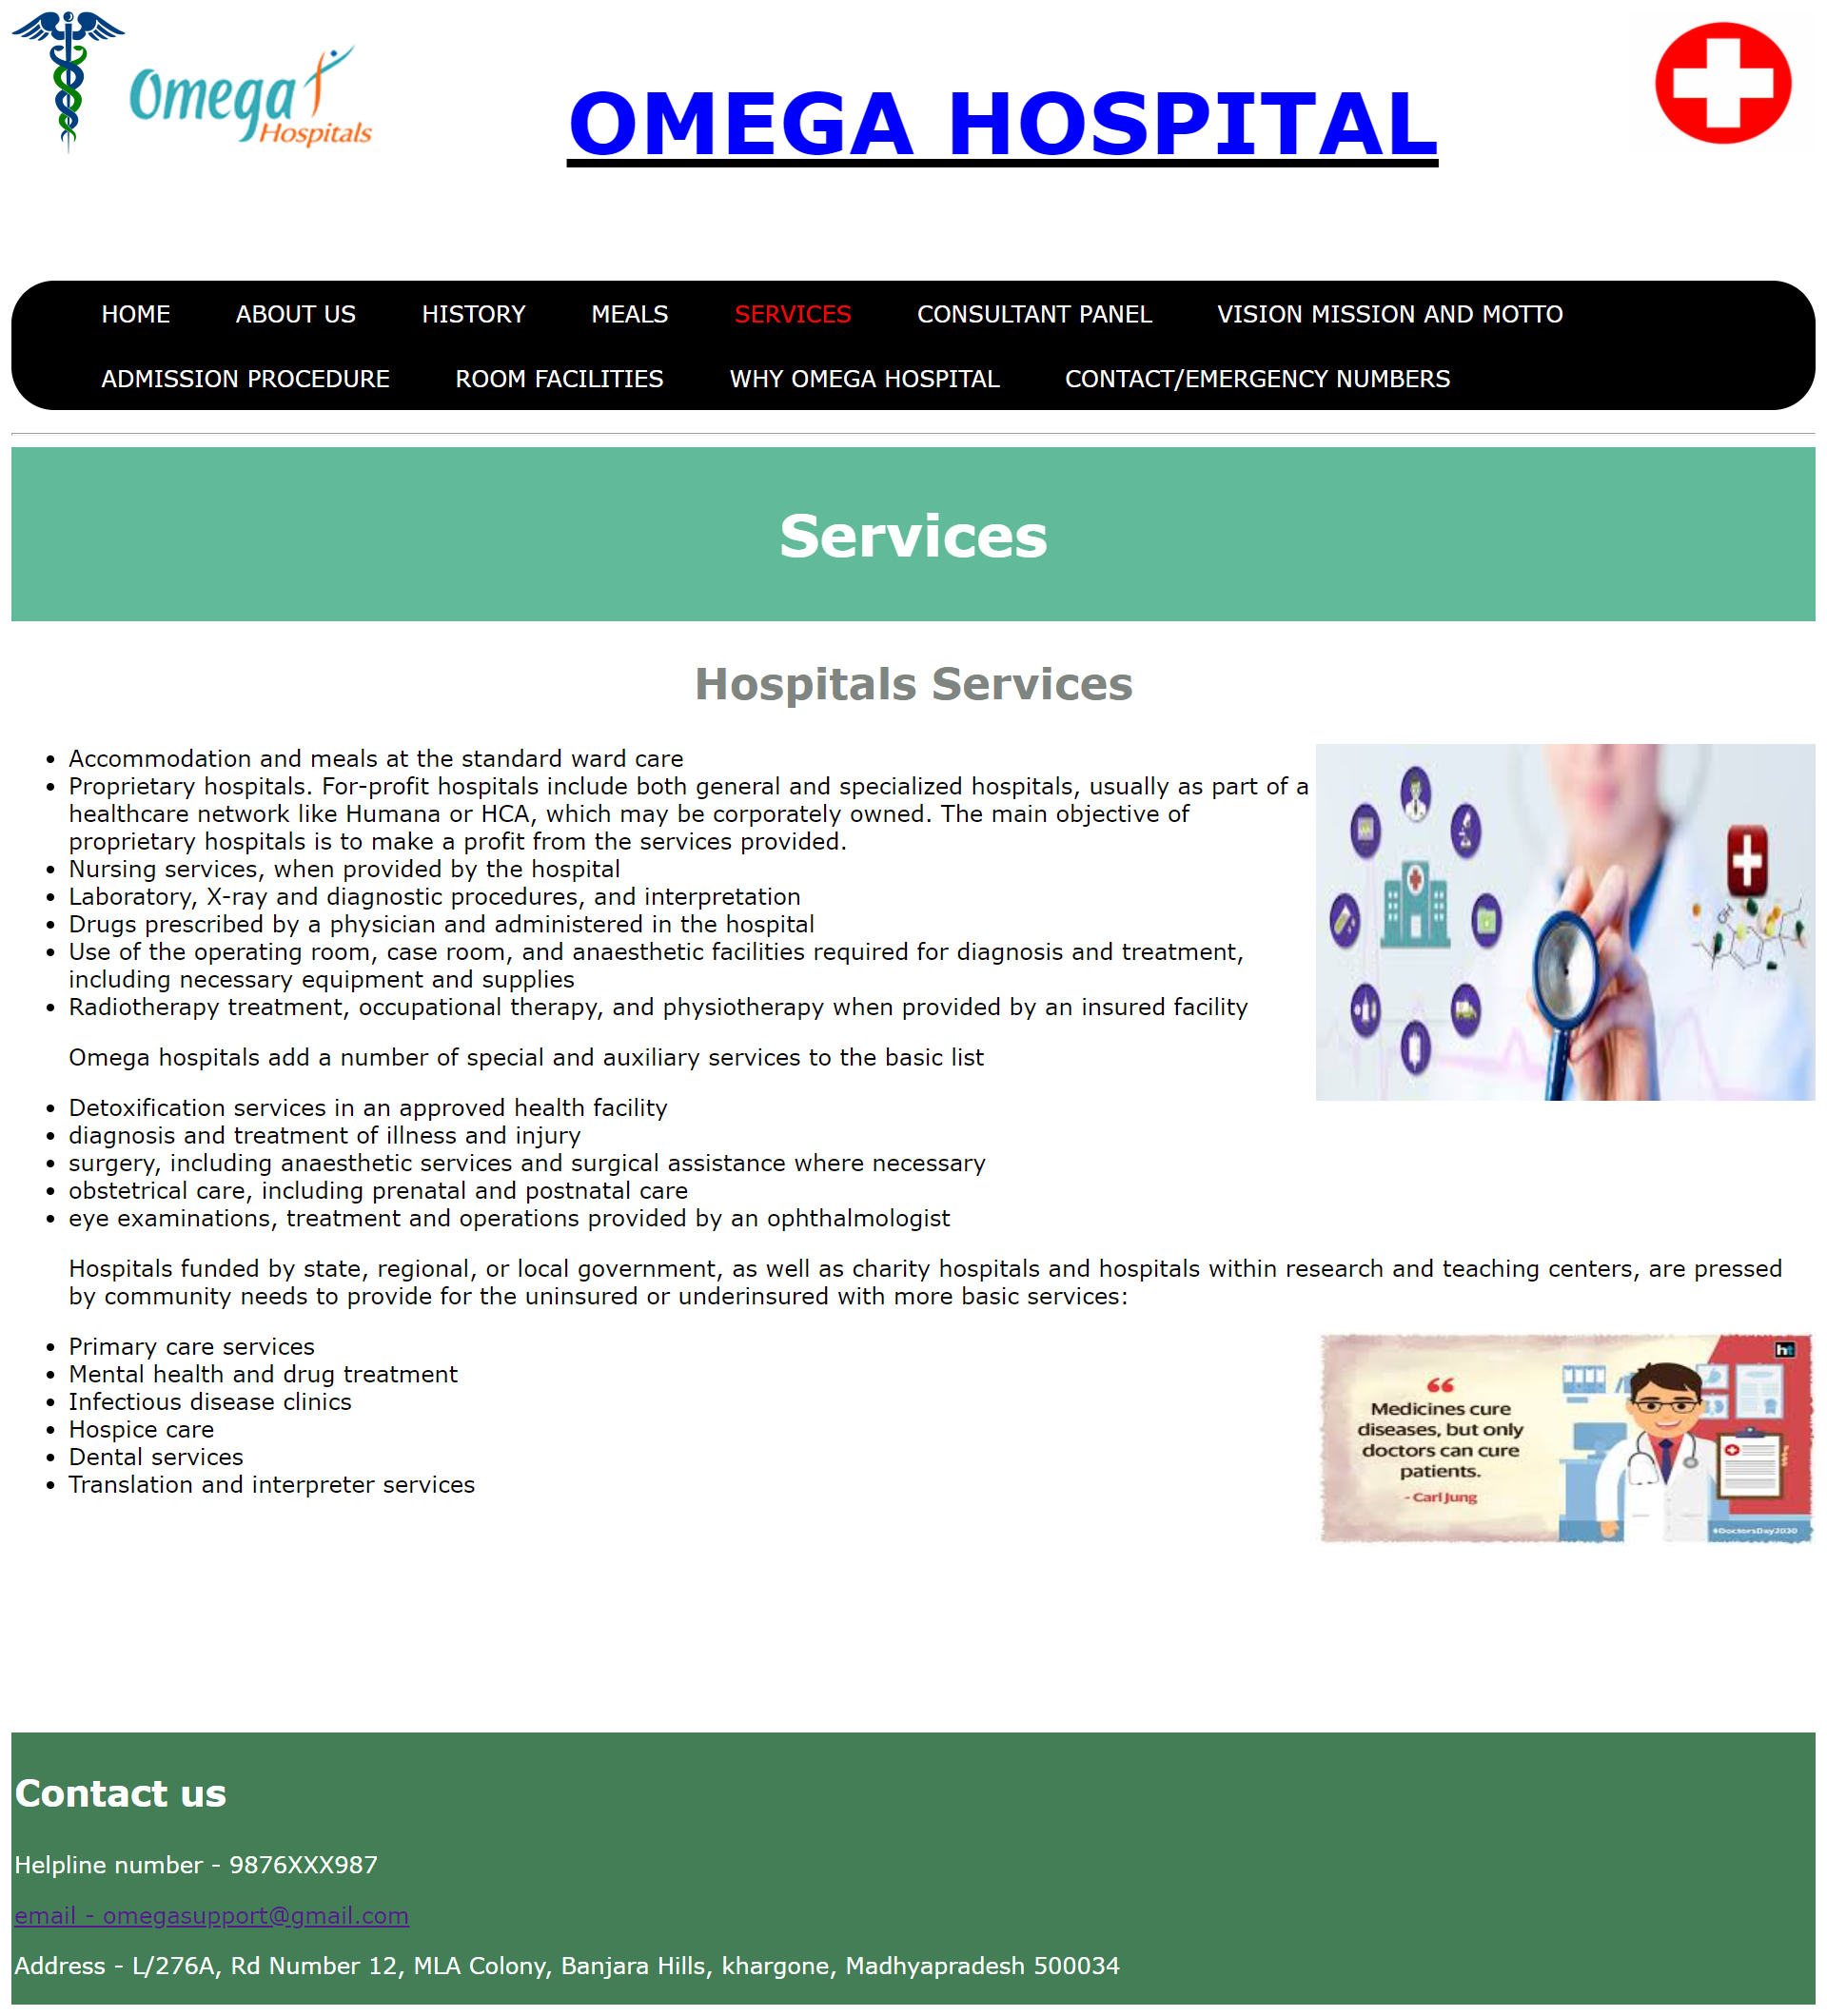 Omega
Hospitals
OMEGA HOSPITAL
HOME ABOUT US HISTORY MEALS SERVICES CONSULTANT PANEL VISION MISSION AND MOTTO
ADMISSION PROCEDURE ROOM FACILITIES WHY OMEGA HOSPITAL CONTACT/EMERGENCY NUMBERS
Services
Hospitals Services
• Accommodation and meals at the standard ward care
• Proprietary hospitals. For-profit hospitals include both general and specialized hospitals, usually as part of a
healthcare network like Humana or HCA, which may be corporately owned. The main objective of
proprietary hospitals is to make a profit from the services provided.
• Nursing services, when provided by the hospital
• Laboratory, X-ray and diagnostic procedures, and interpretation
• Drugs prescribed by a physician and administered in the hospital
• Use of the operating room, case room, and anaesthetic facilities required for diagnosis and treatment,
including necessary equipment and supplies
• Radiotherapy treatment, occupational therapy, and physiotherapy when provided by an insured facility
OH
Omega hospitals add a number of special and auxiliary services to the basic list
• Detoxification services in an approved health facility
• diagnosis and treatment of illness and injury
• surgery, including anaesthetic services and surgical assistance where necessary
• obstetrical care, including prenatal and postnatal care
• eye examinations, treatment and operations provided by an ophthalmologist
Hospitals funded by state, regional, or local government, as well as charity hospitals and hospitals within research and teaching centers, are pressed
by community needs to provide for the uninsured or underinsured with more basic services:
• Primary care services
• Mental health and drug treatment
• Infectious disease clinics
• Hospice care
• Dental services
• Translation and interpreter services
ht
“
Medicines cure
diseases, but only
doctors can cure
patients.
- Carl Jung
#DoctorsDay2020
Contact us
Helpline number - 9876XXX987
email - omegasupport@gmail.com
Address - L/276A, Rd Number 12, MLA Colony, Banjara Hills, khargone, Madhyapradesh 500034